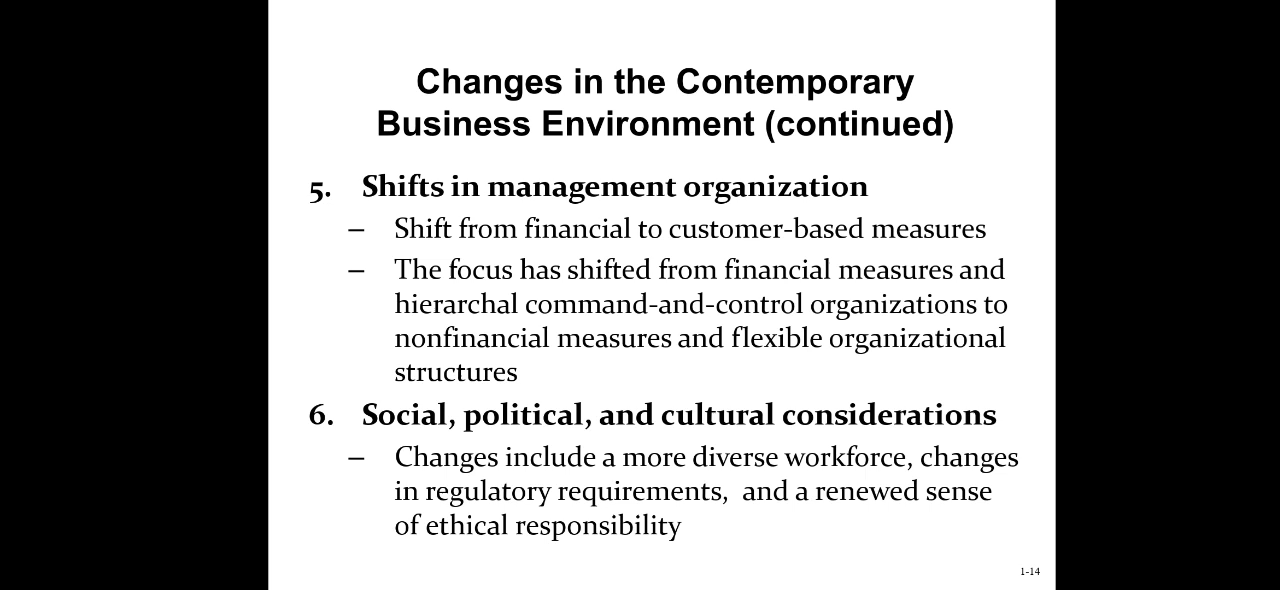 Changes in the Contemporary
Business Environment (continued)
5. Shifts in management organization
– Shift from financial to customer-based measures
– The focus has shifted from financial measures and
hierarchal command-and-control organizations to
nonfinancial measures and flexible organizational
structures
6. Social, political, and cultural considerations
– Changes include a more diverse workforce, changes
in regulatory requirements,  and a renewed sense
of ethical responsibility
1-14